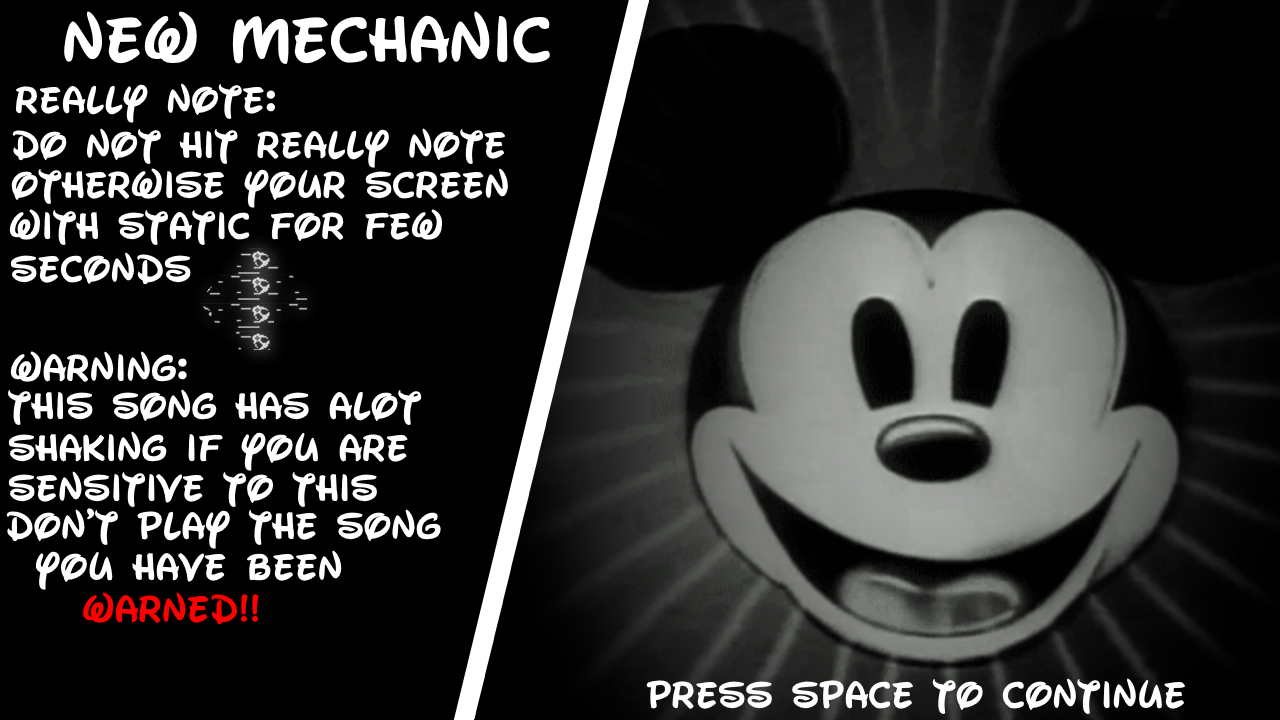 NEW MECHANIC
REALLY NOTE:
DO NOT HIT REALLY NOTE
OTHERWISE YOUR SCREEN
WITH STATIC FOR FEW
SECONDS
WARNING:
THIS SONG HAS ALOT
SHAKING IF YOU ARE
SENSITIVE TO THIS
DON'T PLAY THE SONG
YOU HAVE BEEN
WARNED!!
PRESS SPACE TO CONTINUE